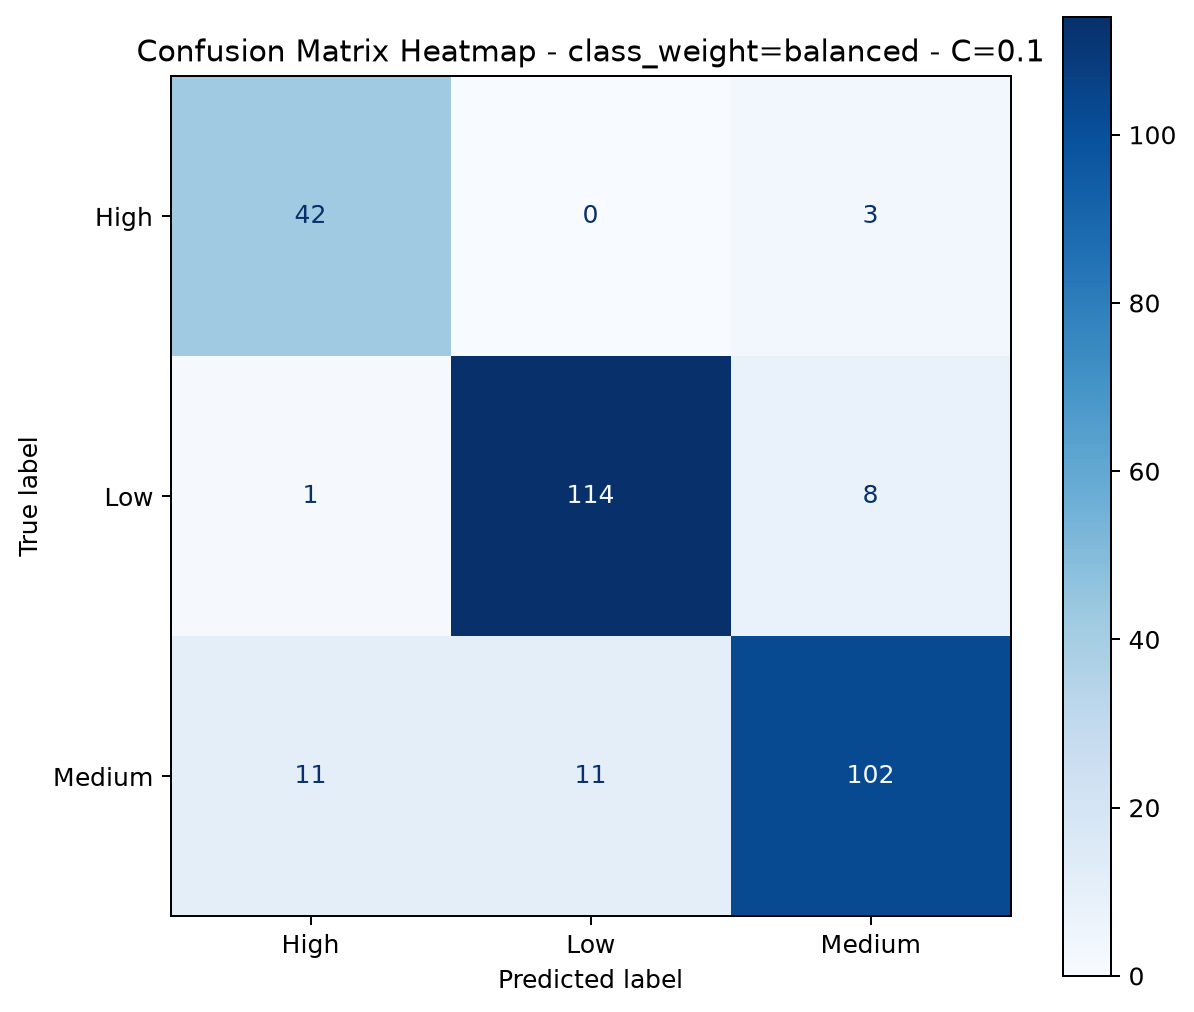 Confusion Matrix Heatmap - class_weight=balanced - C=0.1
High 42 0 3
Low 1 114 8
Medium 11 11 102
High Low Medium
Predicted label
True label
100
80
60
40
20
0